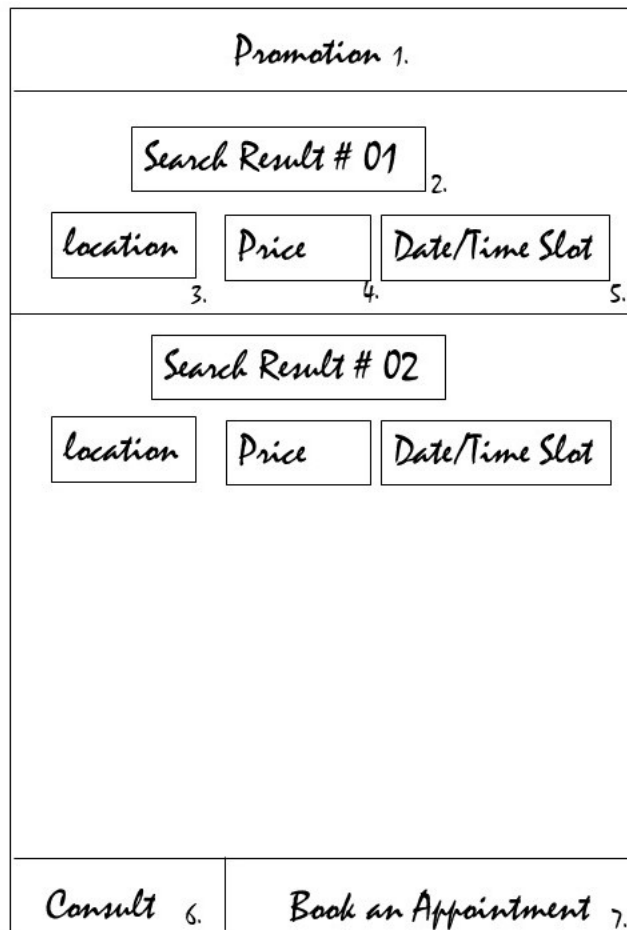 Promotion 1.
Search Result # 01 2.
location 3. Price 4. Date/Time Slot 5.
Search Result # 02
location Price Date/Time Slot
Consult 6. Book an Appointment 7.